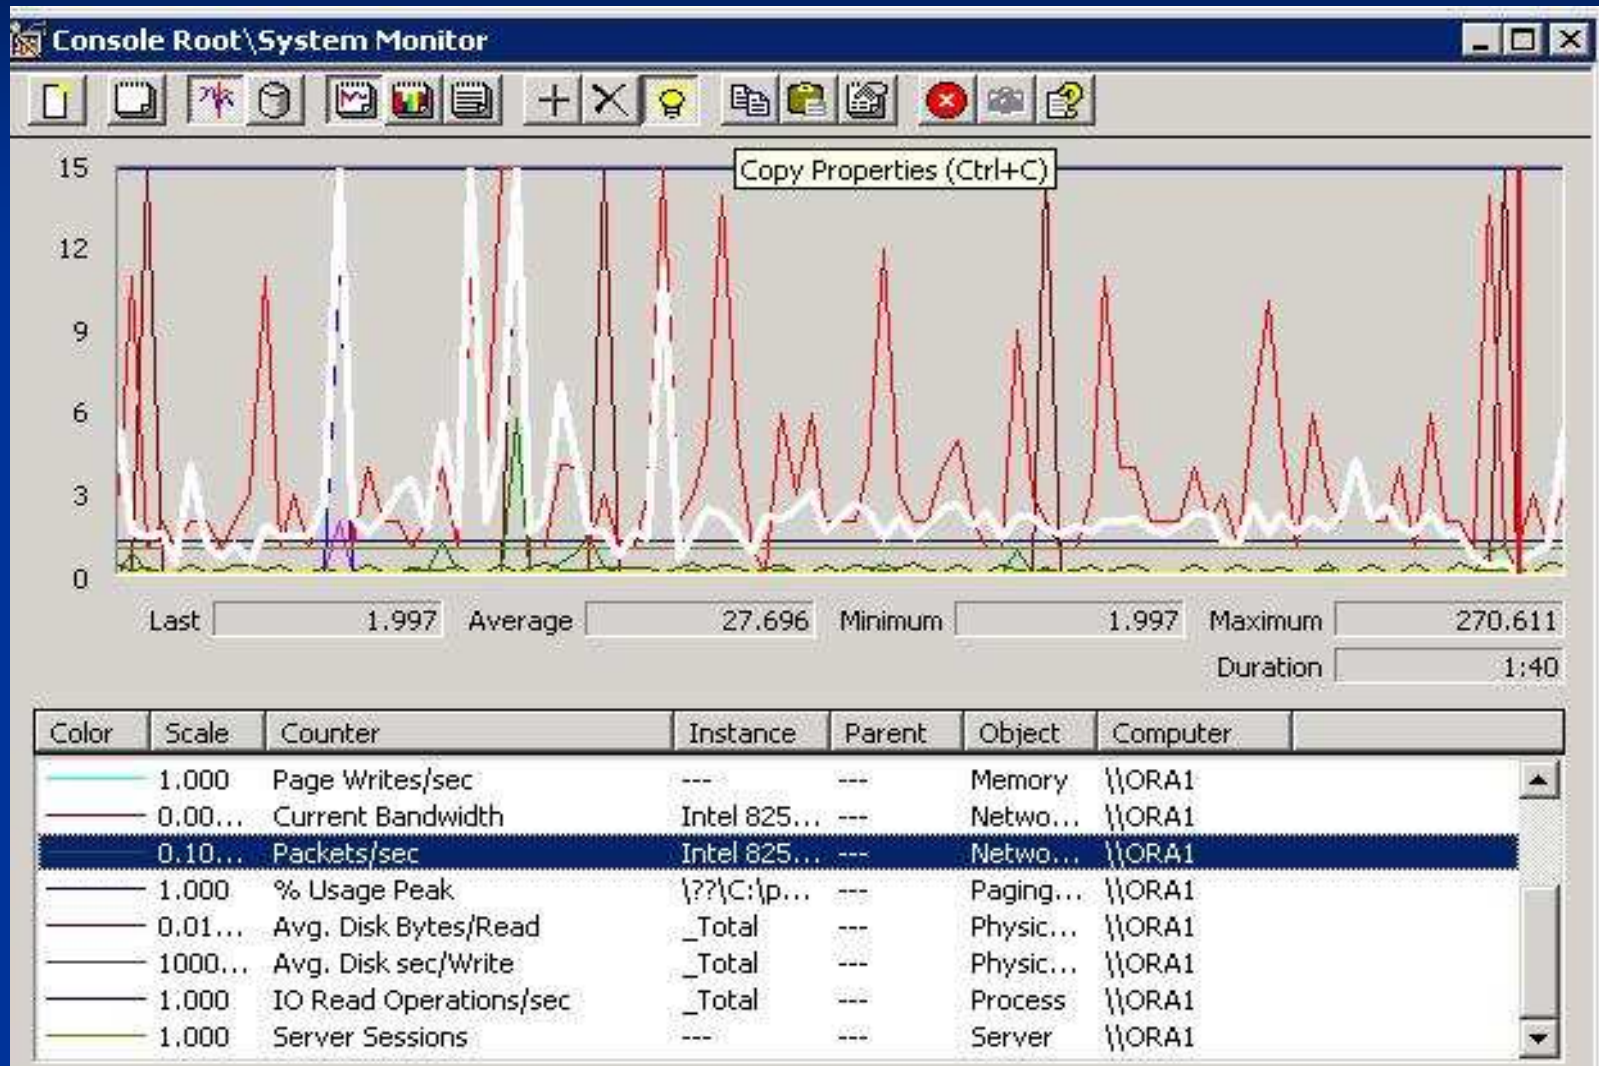 Console Root\System Monitor
Copy Properties (Ctrl+C)
15
12
9
6
3
0
Last 1.997 Average 27.696 Minimum 1.997 Maximum 270.611
Duration 1:40
Color Scale Counter Instance Parent Object Computer
1.000 Page Writes/sec --- --- Memory \\ORA1
0.00... Current Bandwidth Intel 825... --- Netwo... \\ORA1
0.10... Packets/sec Intel 825... --- Netwo... \\ORA1
1.000 % Usage Peak \??\C:\p... --- Paging... \\ORA1
0.01... Avg. Disk Bytes/Read _Total --- Physic... \\ORA1
1000... Avg. Disk sec/Write _Total --- Physic... \\ORA1
1.000 IO Read Operations/sec _Total --- Process \\ORA1
1.000 Server Sessions --- --- Server \\ORA1